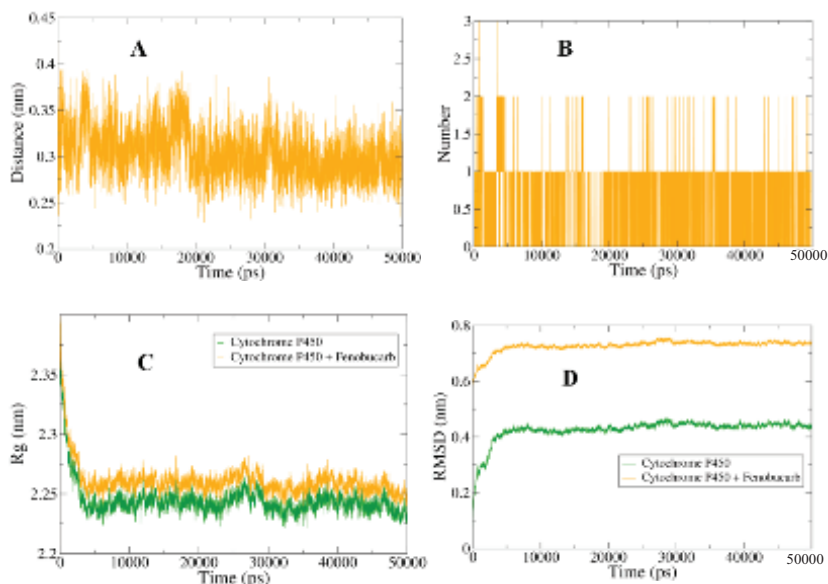 A
0.45
0.4
0.35
0.3
0.25
0.2
Distance (nm)
0
10000
20000
30000
40000
50000
Time (ps)
B
3
2.5
2
1.5
1
0.5
0
Number
0
10000
20000
30000
40000
50000
Time (ps)
C
Cytochrome P450
Cytochrome P450 + Fenobucarb
2.35
2.3
2.25
2.2
Rg (nm)
0
10000
20000
30000
40000
50000
Time (ps)
D
0.8
0.6
0.4
0.2
0
RMSD (nm)
Cytochrome P450
Cytochrome P450 + Fenobucarb
0
10000
20000
30000
40000
50000
Time (ps)